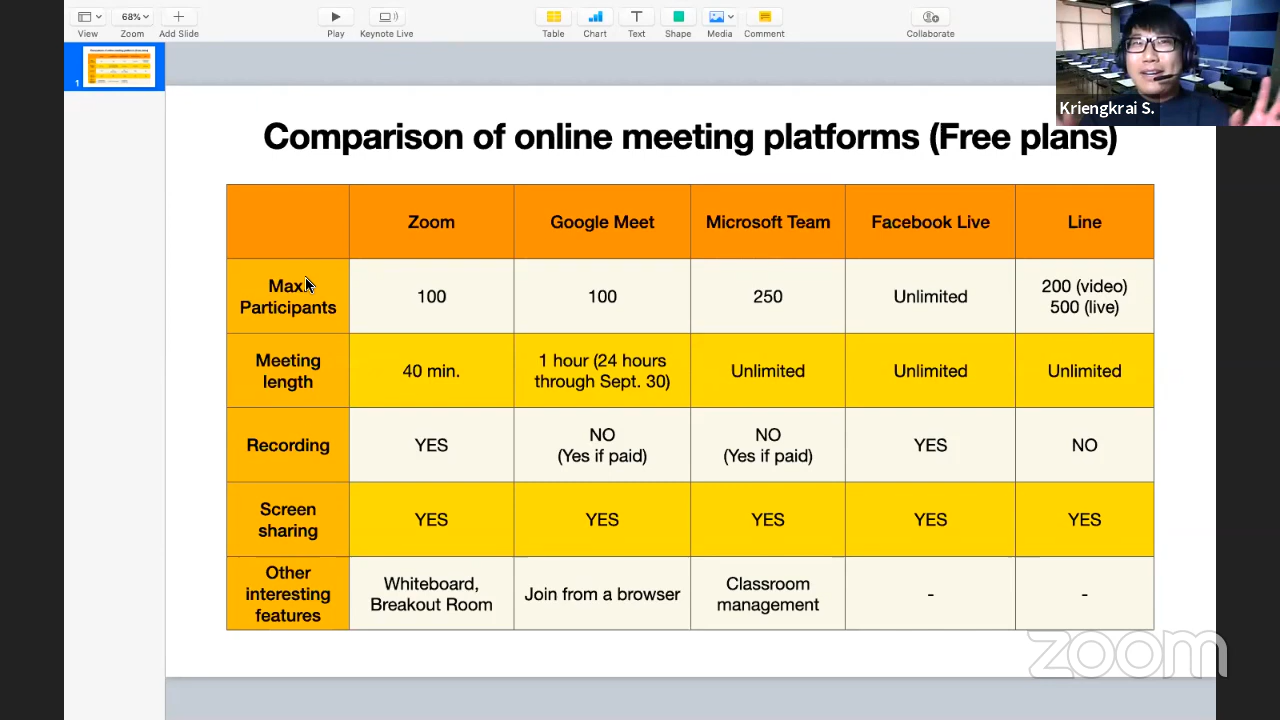 68%
View
Zoom
Add Slide
Play
Keynote Live
Table
Chart
Text
Shape
Media
Comment
Collaborate
Kriengkrai S.
1
Comparison of online meeting platforms (Free plans)
Zoom
Google Meet
Microsoft Team
Facebook Live
Line
Max.
Participants
100
100
250
Unlimited
200 (video)
500 (live)
Meeting
length
40 min.
1 hour (24 hours
through Sept. 30)
Unlimited
Unlimited
Unlimited
Recording
YES
NO
(Yes if paid)
NO
(Yes if paid)
YES
NO
Screen
sharing
YES
YES
YES
YES
YES
Other
interesting
features
Whiteboard,
Breakout Room
Join from a browser
Classroom
management
-
-
zoom